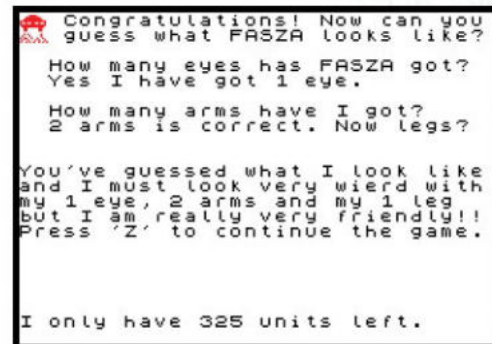 Congratulations! Now can you
guess what FASZA looks like?
How many eyes has FASZA got?
Yes I have got 1 eye.
How many arms have I got?
2 arms is correct. Now legs?
You've guessed what I look like
and I must look very wierd with
my 1 eye, 2 arms and my 1 leg
but I am really very friendly!!
Press 'Z' to continue the game.
I only have 325 units left.